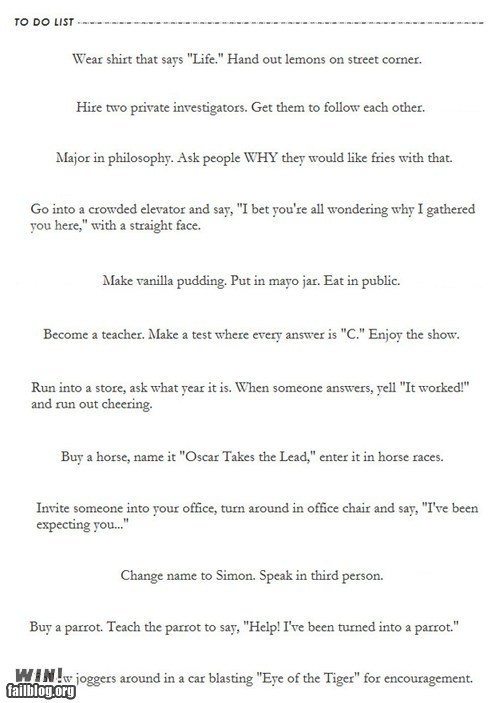 TO DO LIST
Wear shirt that says "Life." Hand out lemons on street corner.
Hire two private investigators. Get them to follow each other.
Major in philosophy. Ask people WHY they would like fries with that.
Go into a crowded elevator and say, "I bet you're all wondering why I gathered
you here," with a straight face.
Make vanilla pudding. Put in mayo jar. Eat in public.
Become a teacher. Make a test where every answer is "C." Enjoy the show.
Run into a store, ask what year it is. When someone answers, yell "It worked!"
and run out cheering.
Buy a horse, name it "Oscar Takes the Lead," enter it in horse races.
Invite someone into your office, turn around in office chair and say, "I've been
expecting you..."
Change name to Simon. Speak in third person.
Buy a parrot. Teach the parrot to say, "Help! I've been turned into a parrot."
joggers around in a car blasting "Eye of the Tiger" for encouragement.
WIN!
failblog.org